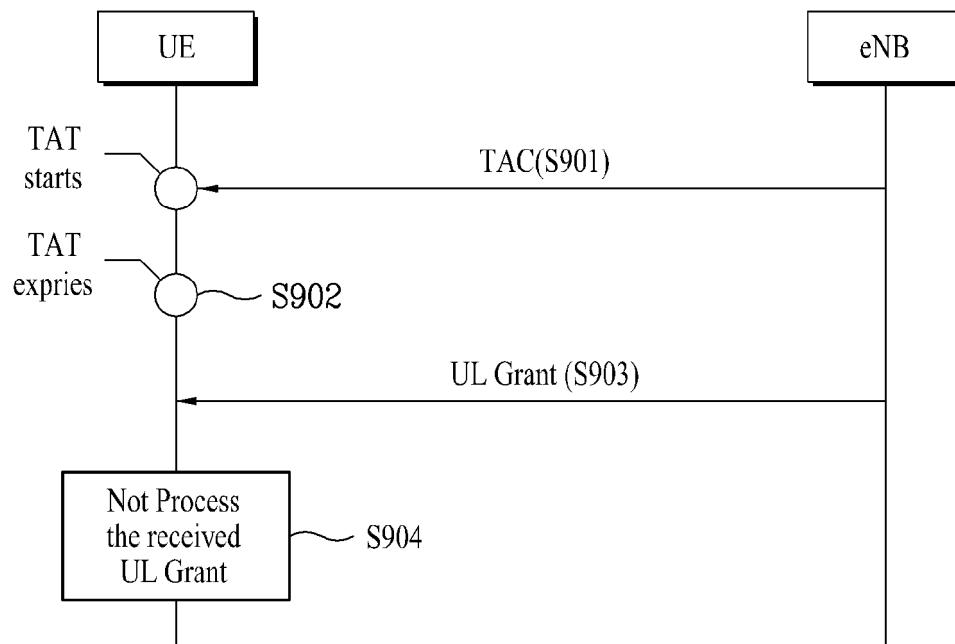 UE
eNB
TAT
starts
TAC(S901)
TAT
expries
S902
UL Grant (S903)
Not Process
the received
UL Grant
S904